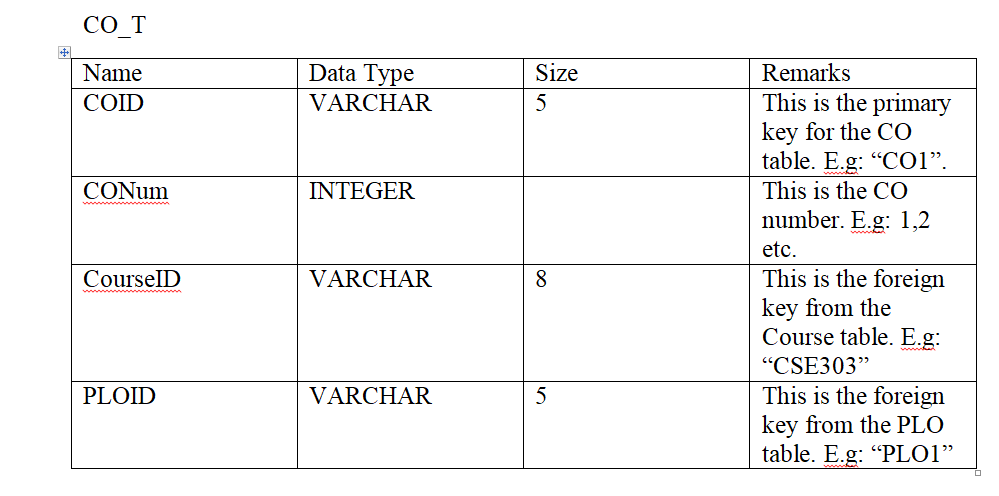 CO_T
Name Data Type Size Remarks
COID VARCHAR 5 This is the primary
key for the CO
table. E.g: “CO1”.
CONum INTEGER This is the CO
number. E.g: 1,2
etc.
CourseID VARCHAR 8 This is the foreign
key from the
Course table. E.g:
“CSE303”
PLOID VARCHAR 5 This is the foreign
key from the PLO
table. E.g: “PLO1”